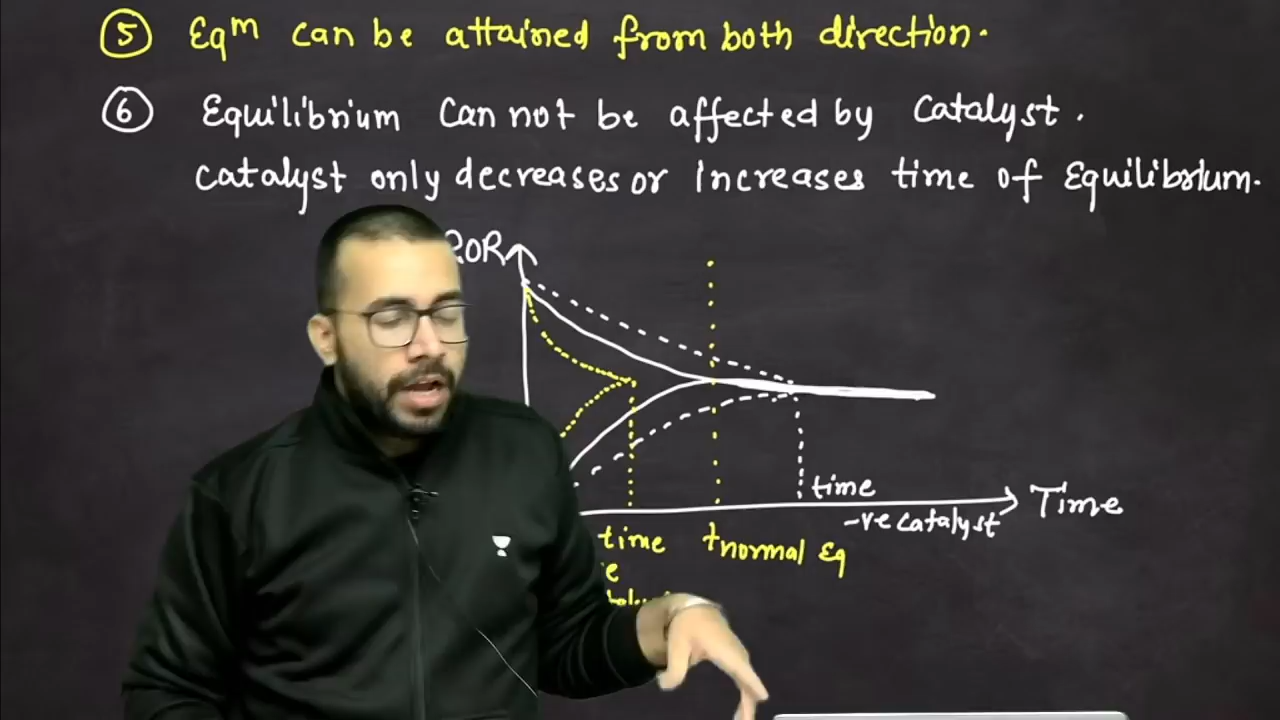 ⑤ Eqᵐ can be attained from both direction.
⑥ Equilibrium Can not be affected by Catalyst.
catalyst only decreases or increases time of Equilibrium.
ROR
time
-ve catalyst
Time
time
t normal Eq